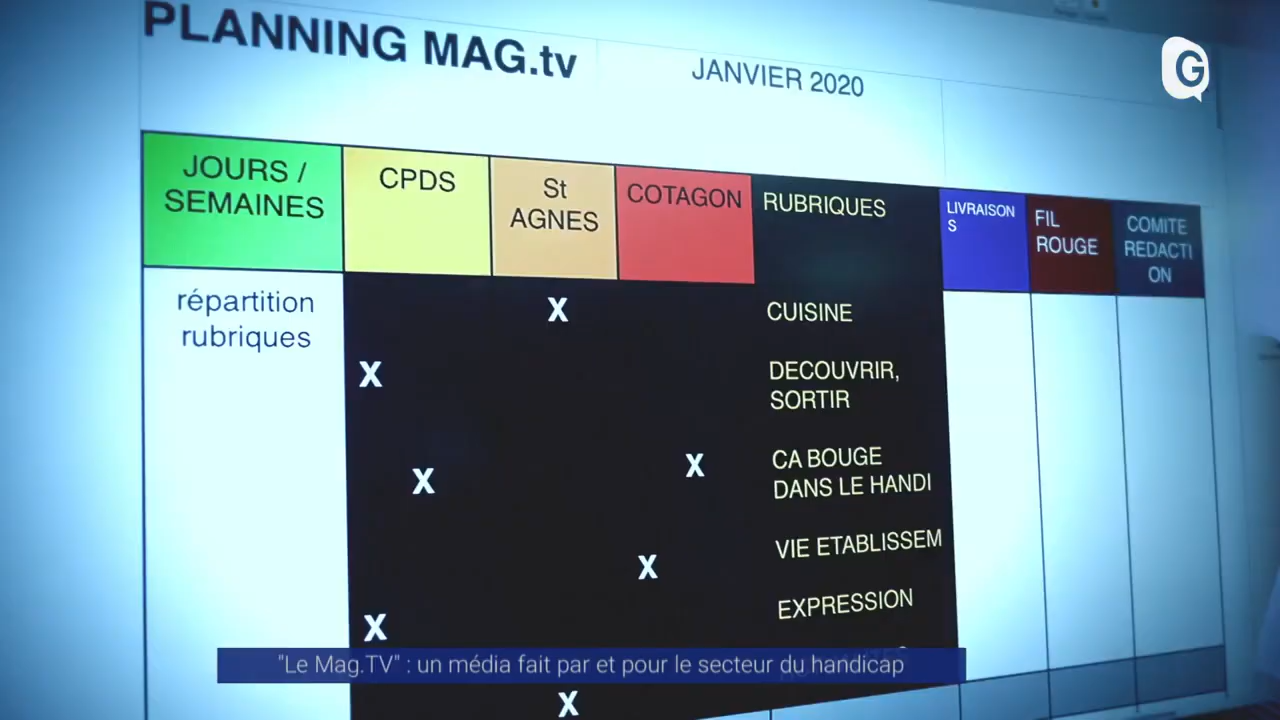 PLANNING MAG.tv
JANVIER 2020
G
JOURS /
SEMAINES
CPDS
St
AGNES
COTAGON
RUBRIQUES
LIVRAISON
S
FIL
ROUGE
COMITE
REDACTI
ON
répartition
rubriques
X
CUISINE
X
DECOUVRIR,
SORTIR
X
X
CA BOUGE
DANS LE HANDI
X
VIE ETABLISSEM
X
EXPRESSION
"Le Mag.TV" : un média fait par et pour le secteur du handicap
X